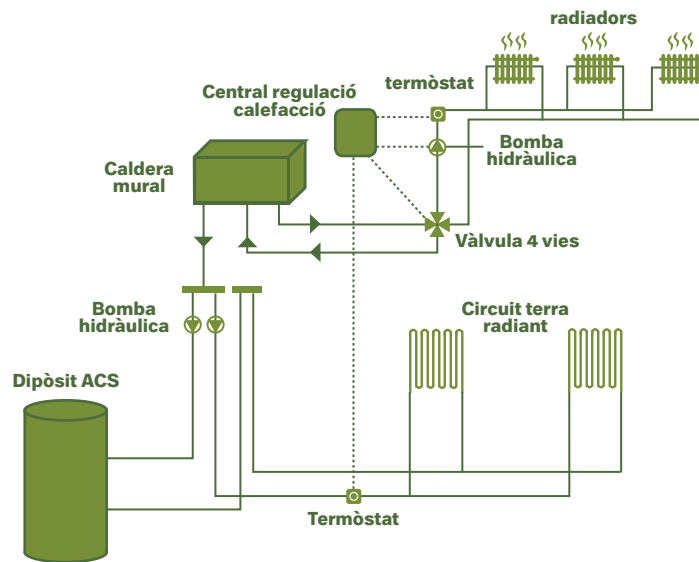 radiadors
termòstat
Central regulació
calefacció
Bomba
hidràulica
Caldera
mural
Vàlvula 4 vies
Bomba
hidràulica
Circuit terra
radiant
Dipòsit ACS
Termòstat